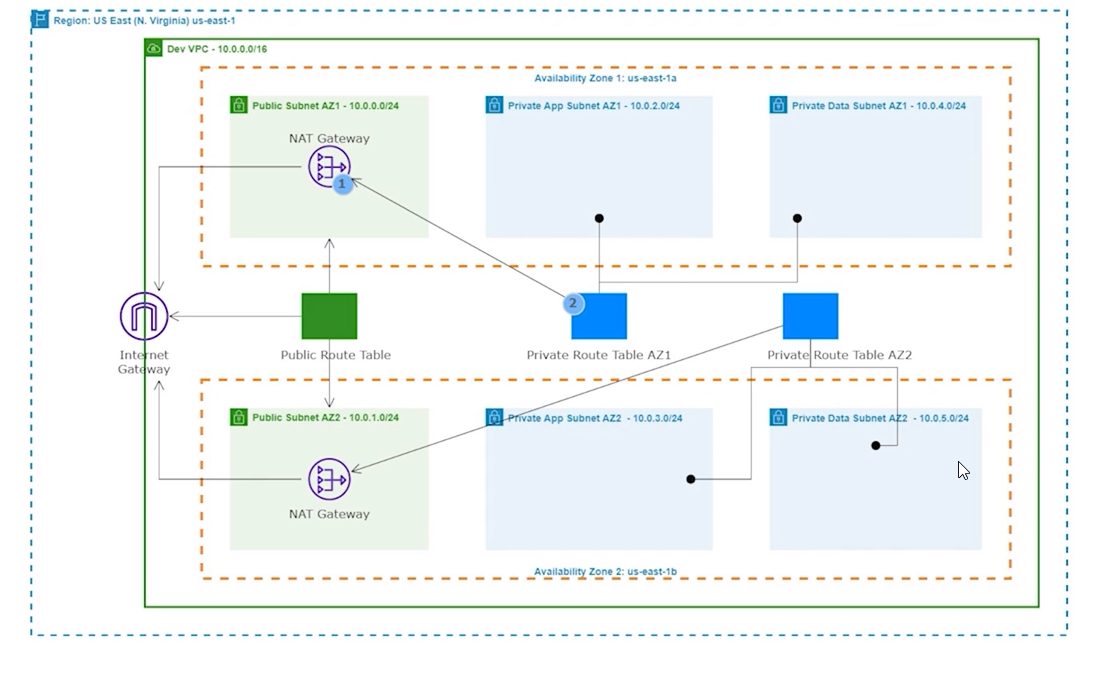 Region: US East (N. Virginia) us-east-1
Dev VPC - 10.0.0.0/16
Availability Zone 1: us-east-1a
Public Subnet AZ1 - 10.0.0.0/24
Private App Subnet AZ1 - 10.0.2.0/24
Private Data Subnet AZ1 - 10.0.4.0/24
NAT Gateway
1
2
Internet
Gateway
Public Route Table
Private Route Table AZ1
Private Route Table AZ2
Public Subnet AZ2 - 10.0.1.0/24
Private App Subnet AZ2 - 10.0.3.0/24
Private Data Subnet AZ2 - 10.0.5.0/24
NAT Gateway
Availability Zone 2: us-east-1b